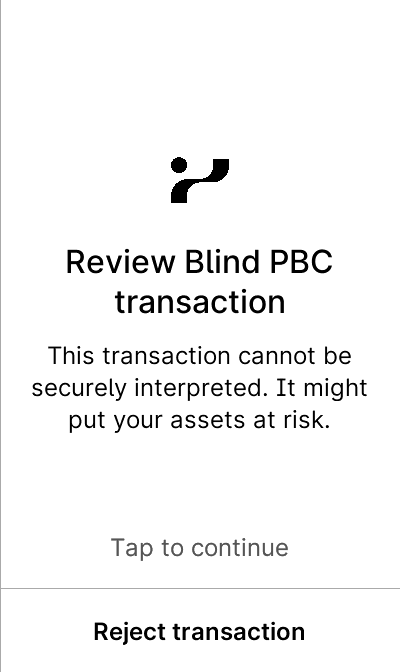 Review Blind PBC
transaction
This transaction cannot be
securely interpreted. It might
put your assets at risk.
Tap to continue
Reject transaction